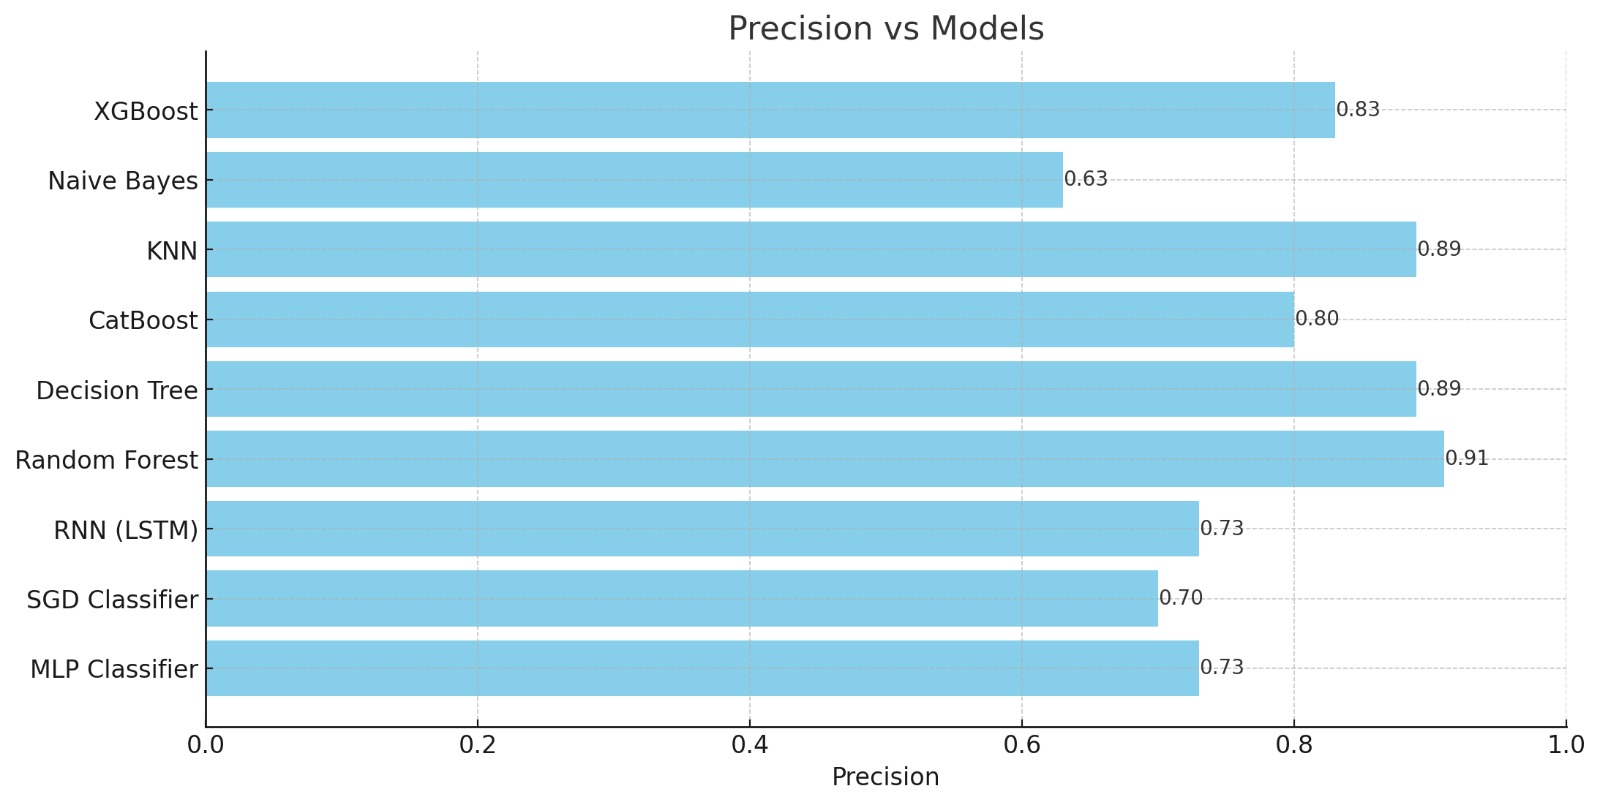 Precision vs Models
XGBoost 0.83
Naive Bayes 0.63
KNN 0.89
CatBoost 0.80
Decision Tree 0.89
Random Forest 0.91
RNN (LSTM) 0.73
SGD Classifier 0.70
MLP Classifier 0.73
0.0 0.2 0.4 0.6 0.8 1.0
Precision